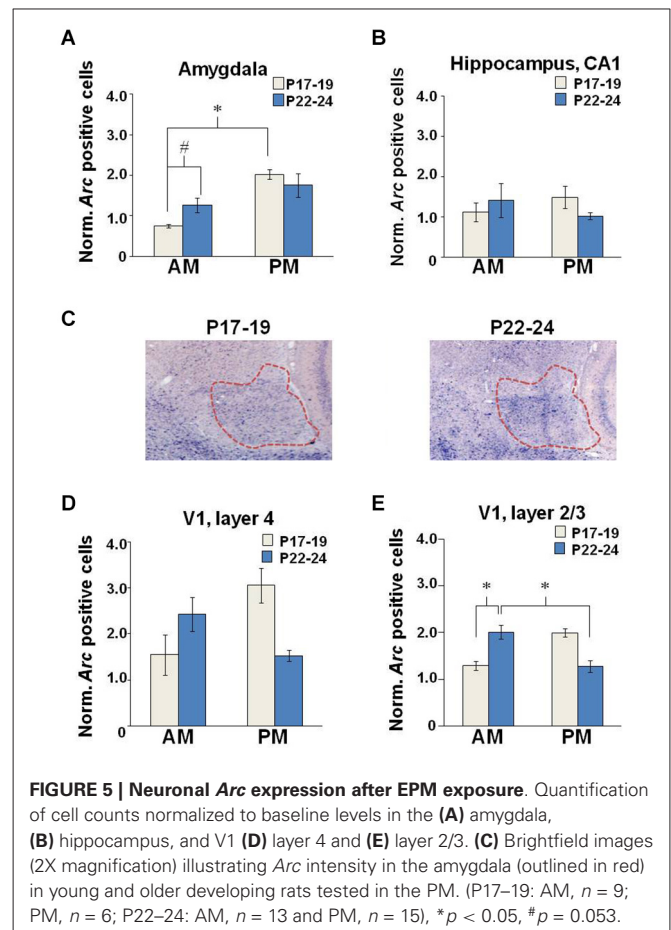 A
Amygdala
P17-19
P22-24
Norm. Arc positive cells
4.0
3.0
2.0
1.0
0
*
#
AM
PM
B
Hippocampus, CA1
P17-19
P22-24
Norm. Arc positive cells
4.0
3.0
2.0
1.0
0
AM
PM
C
P17-19
P22-24
D
V1, layer 4
P17-19
P22-24
Norm. Arc positive cells
4.0
3.0
2.0
1.0
0
AM
PM
E
V1, layer 2/3
P17-19
P22-24
Norm. Arc positive cells
4.0
3.0
2.0
1.0
0
*
*
AM
PM
FIGURE 5 | Neuronal Arc expression after EPM exposure. Quantification
of cell counts normalized to baseline levels in the (A) amygdala,
(B) hippocampus, and V1 (D) layer 4 and (E) layer 2/3. (C) Brightfield images
(2X magnification) illustrating Arc intensity in the amygdala (outlined in red)
in young and older developing rats tested in the PM. (P17–19: AM, n = 9;
PM, n = 6; P22–24: AM, n = 13 and PM, n = 15), *p < 0.05, #p = 0.053.